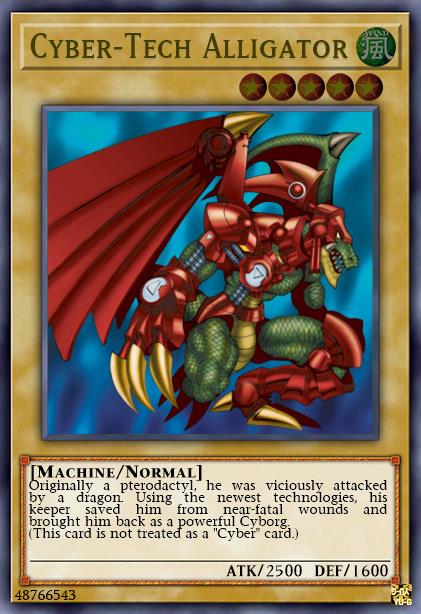 CYBER-TECH ALLIGATOR
WIND
風
[MACHINE/NORMAL]
Originally a pterodactyl, he was viciously attacked
by a dragon. Using the newest technologies, his
keeper saved him from near-fatal wounds and
brought him back as a powerful Cyborg.
(This card is not treated as a "Cyber" card.)
ATK/2500 DEF/1600
48766543